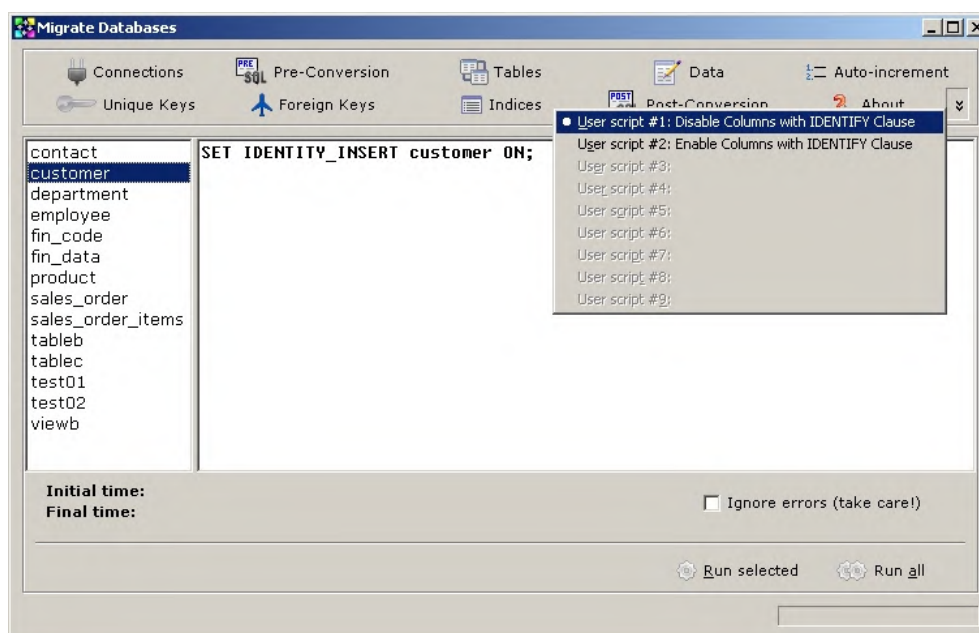 Migrate Databases
Connections
PRE SQL Pre-Conversion
Tables
Data
Auto-increment
Unique Keys
Foreign Keys
Indices
POST Post-Conversion
About
User script #1: Disable Columns with IDENTIFY Clause
User script #2: Enable Columns with IDENTIFY Clause
User script #3:
User script #4:
User script #5:
User script #6:
User script #7:
User script #8:
User script #9:
contact
customer
department
employee
fin_code
fin_data
product
sales_order
sales_order_items
tableb
tablec
test01
test02
viewb
SET IDENTITY_INSERT customer ON;
Initial time:
Final time:
Ignore errors (take care!)
Run selected
Run all